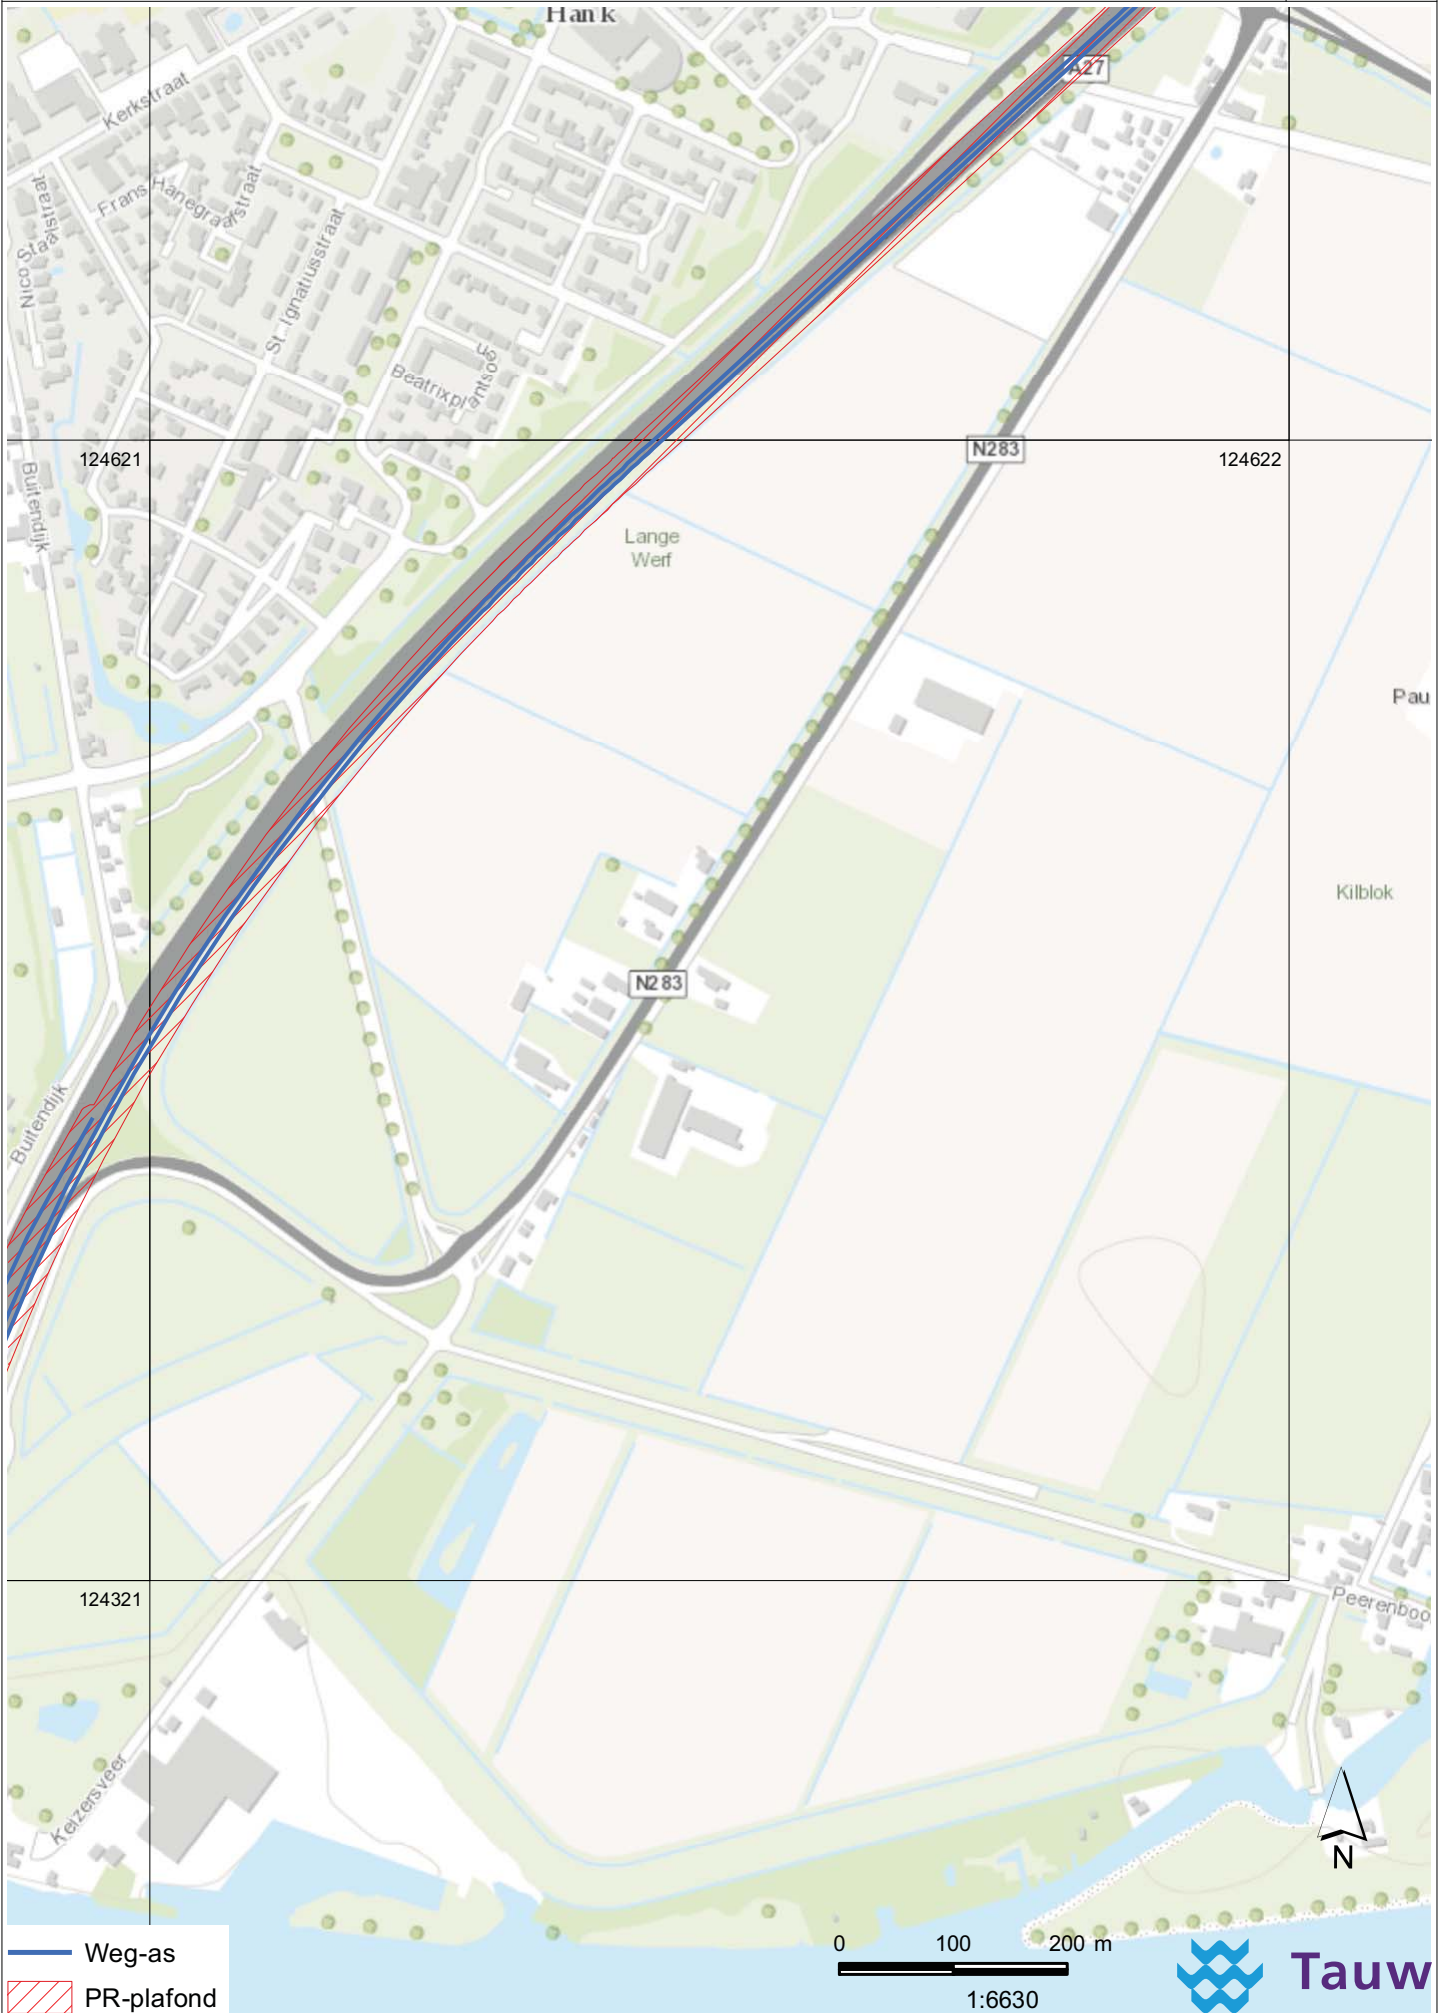 Hank
A27
Kerkstraat
Frans Hanegraafstraat
Nico Staalstraat
St. Ignatiusstraat
Beatrixplantsoen
124621
N283
124622
Buitendijk
Lange
Werf
Pau
Kilblok
N283
Buitendijk
124321
Peerenboo
Keizersveer
N
Weg-as
PR-plafond
0 100 200 m
1:6630
Tauw